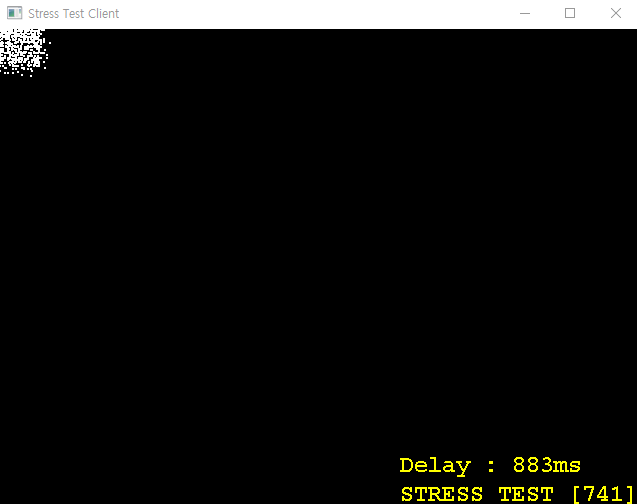 Stress Test Client
Delay : 883ms
STRESS TEST [741]